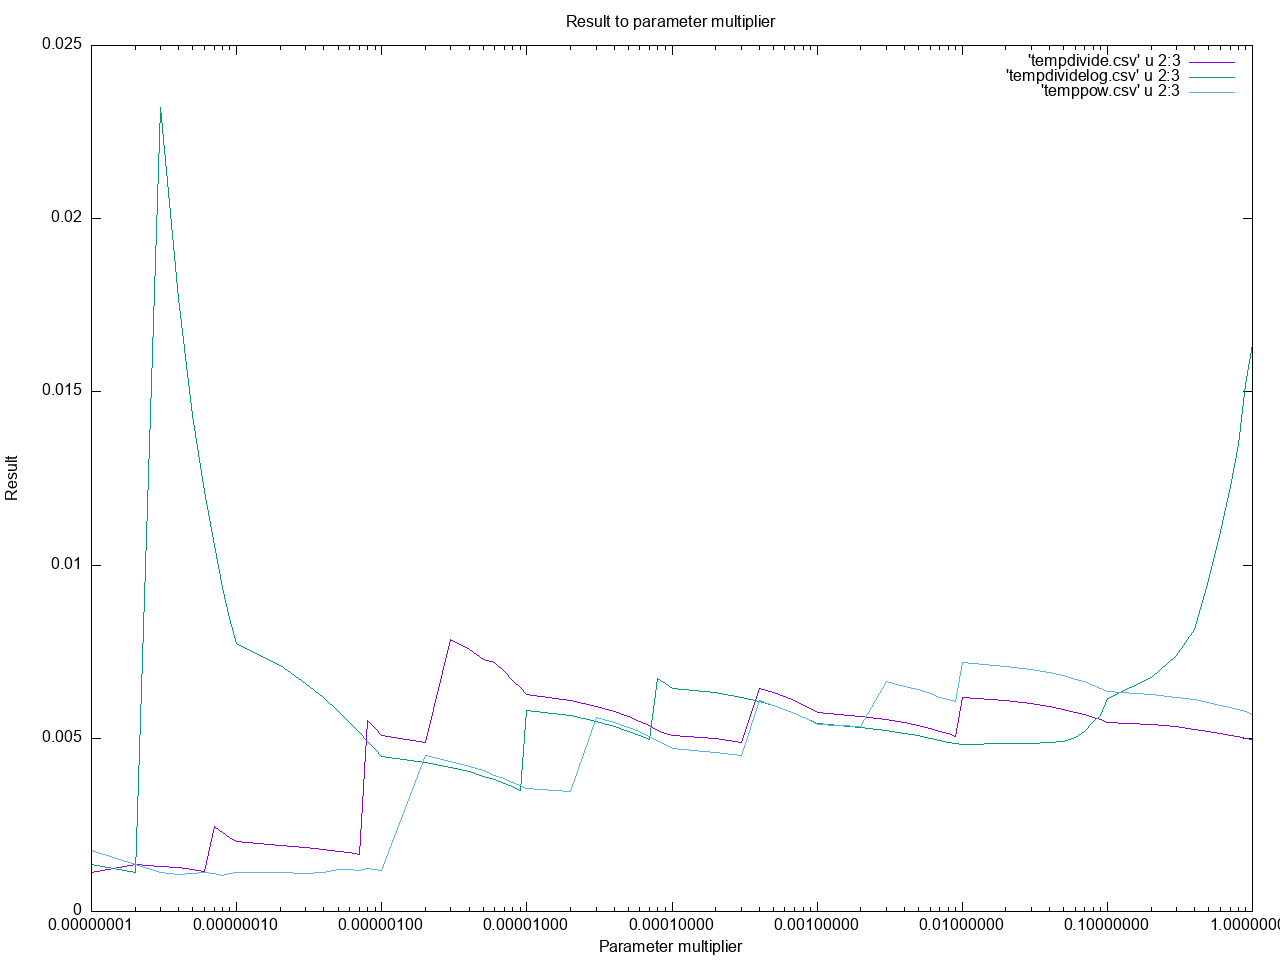 Result to parameter multiplier
0.025
'tempdivide.csv' u 2:3
'tempdividelog.csv' u 2:3
'temppow.csv' u 2:3
0.02
0.015
Result
0.01
0.005
0
0.00000001 0.00000010 0.00000100 0.00001000 0.00010000 0.00100000 0.01000000 0.10000000 1.0000000
Parameter multiplier